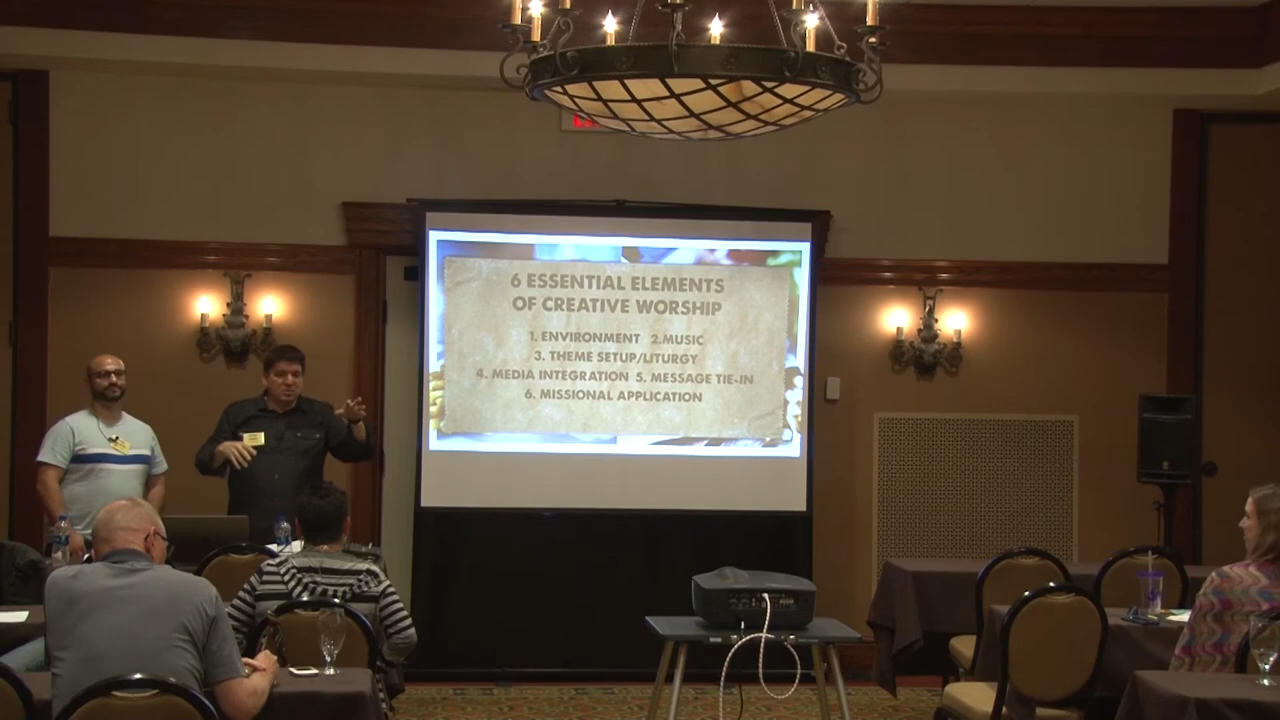 6 ESSENTIAL ELEMENTS
OF CREATIVE WORSHIP
1. ENVIRONMENT 2.MUSIC
3. THEME SETUP/LITURGY
4. MEDIA INTEGRATION 5. MESSAGE TIE-IN
6. MISSIONAL APPLICATION